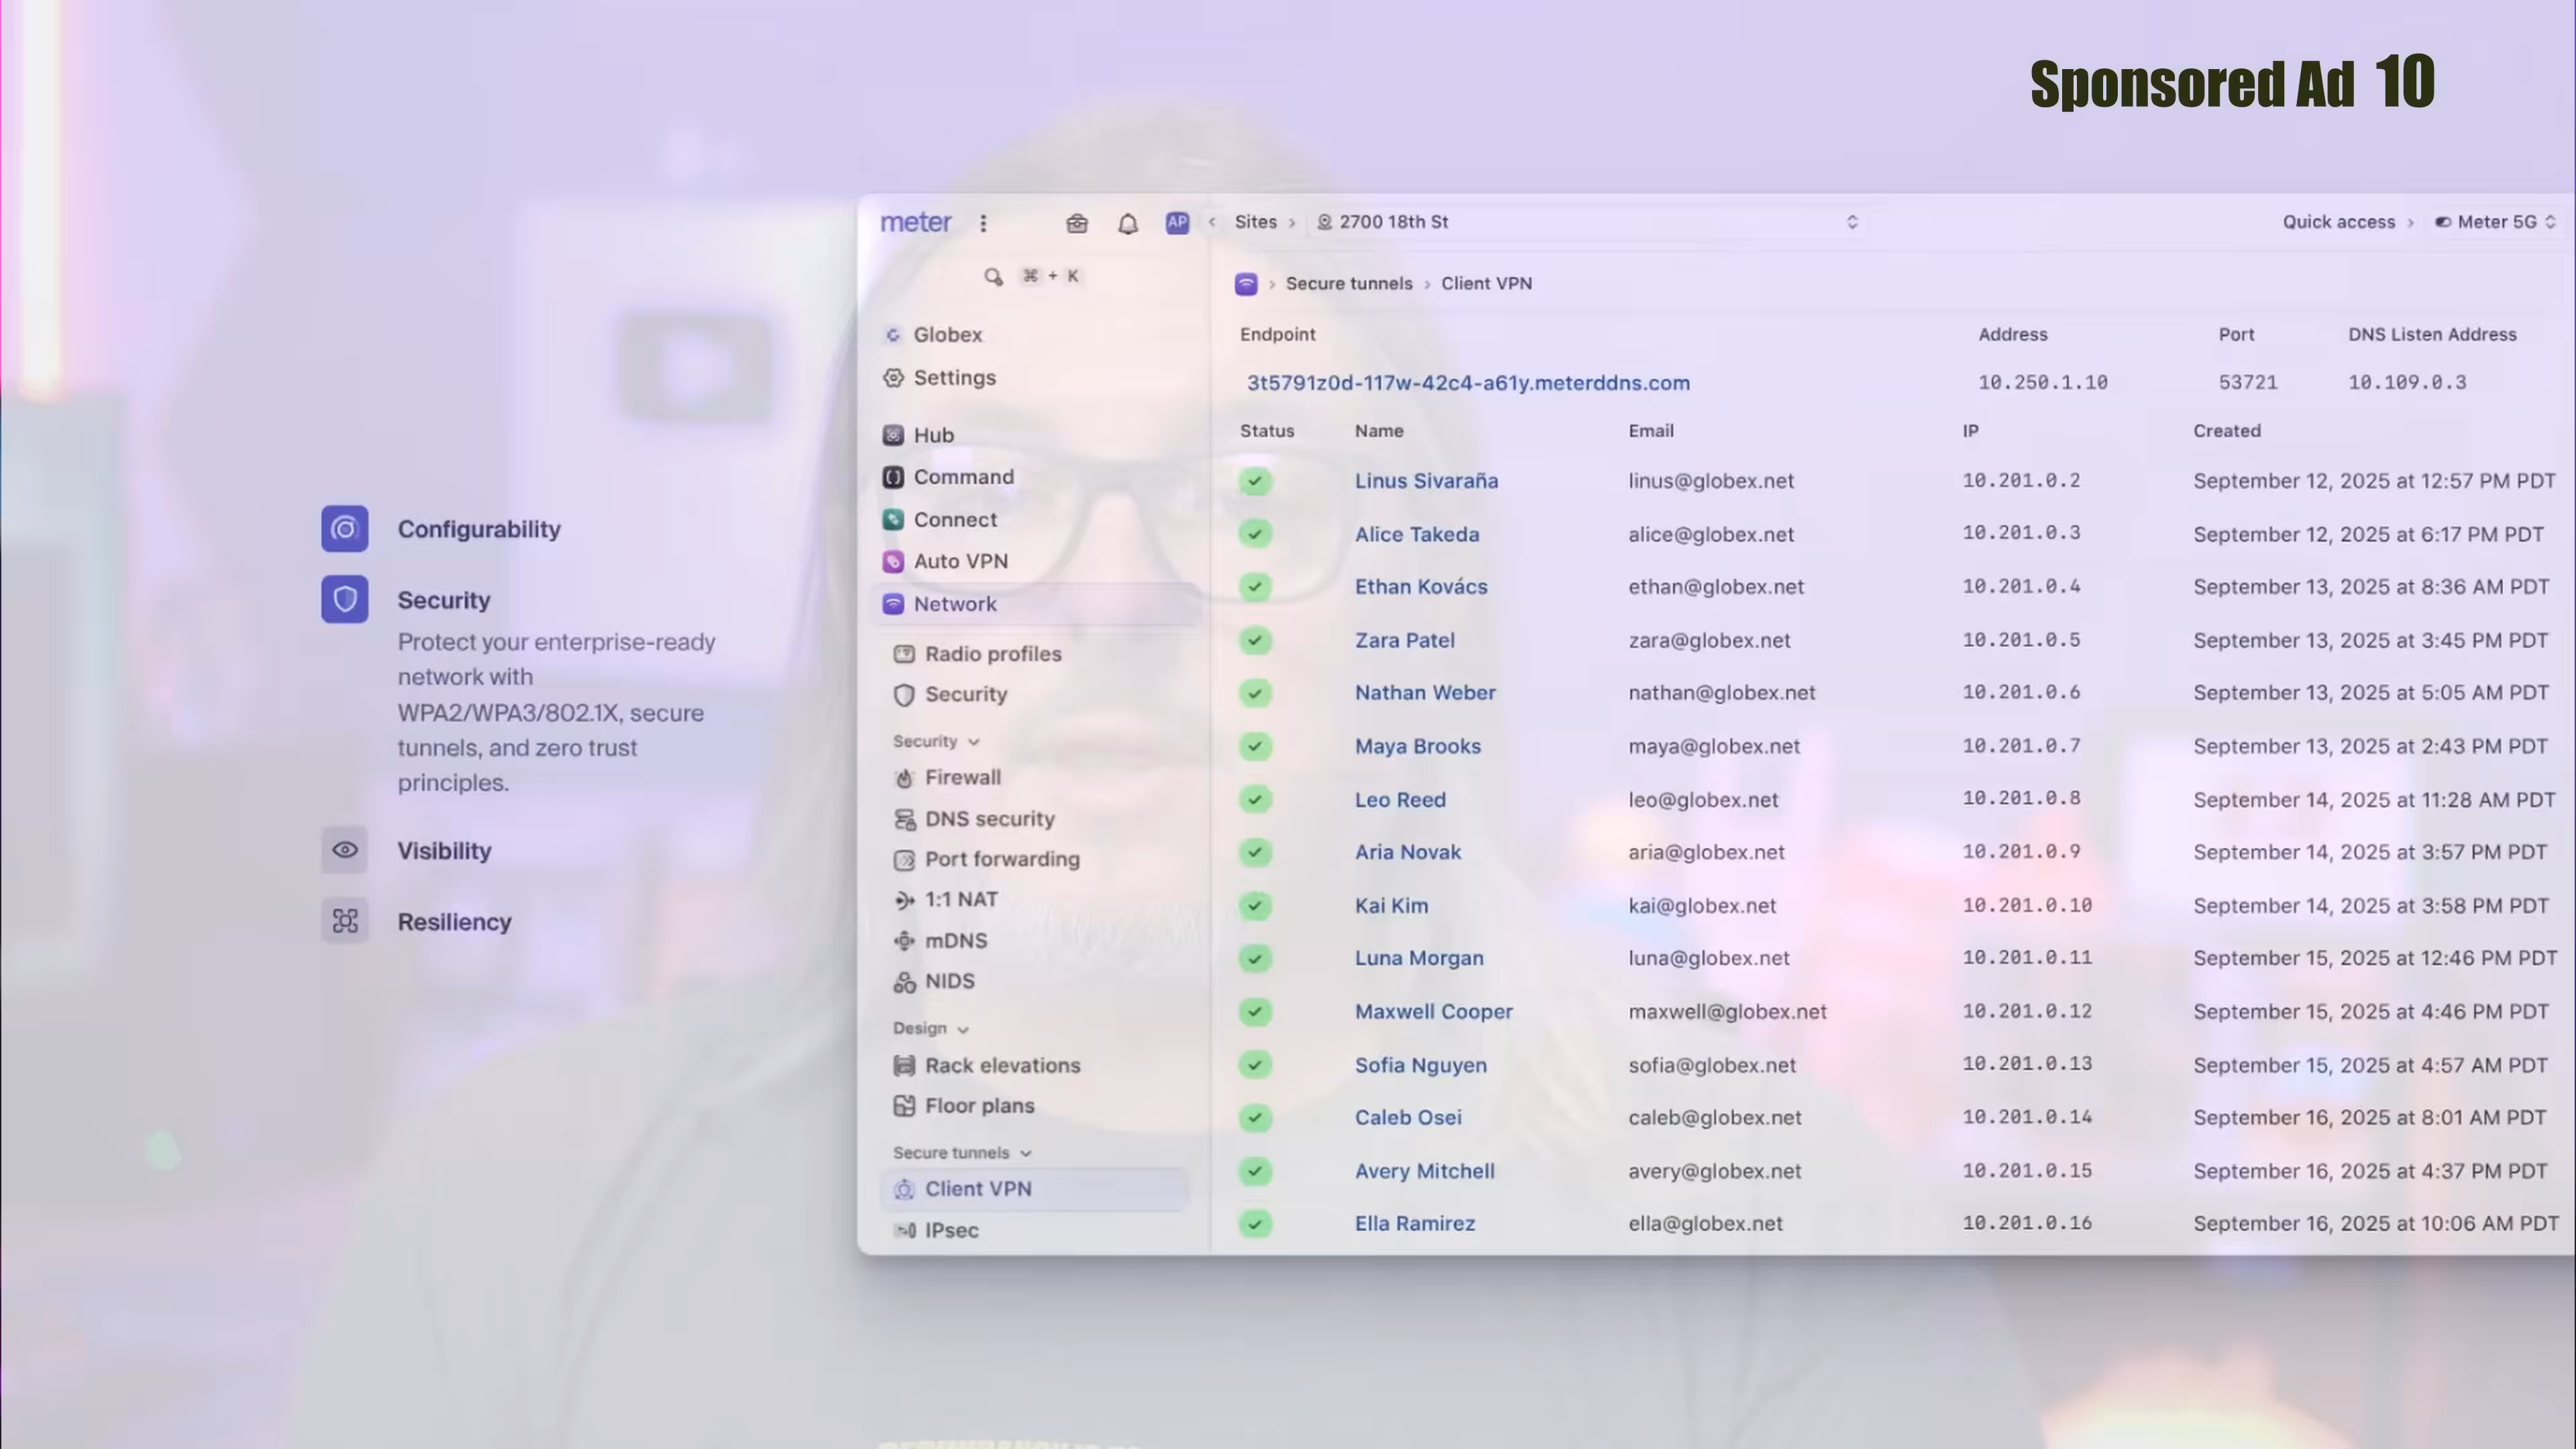 Sponsored Ad 10
Configurability
Security
Protect your enterprise-ready
network with
WPA2/WPA3/802.1X, secure
tunnels, and zero trust
principles.
Visibility
Resiliency
meter
AP
⌘ + K
Globex
Settings
Hub
Command
Connect
Auto VPN
Network
Radio profiles
Security
Security
Firewall
DNS security
Port forwarding
1:1 NAT
mDNS
NIDS
Design
Rack elevations
Floor plans
Secure tunnels
Client VPN
IPsec
Sites › 2700 18th St Quick access › Meter 5G
› Secure tunnels › Client VPN
Endpoint Address Port DNS Listen Address
3t5791z0d-117w-42c4-a61y.meterddns.com 10.250.1.10 53721 10.109.0.3
Status Name Email IP Created
Linus Sivaraña linus@globex.net 10.201.0.2 September 12, 2025 at 12:57 PM PDT
Alice Takeda alice@globex.net 10.201.0.3 September 12, 2025 at 6:17 PM PDT
Ethan Kovács ethan@globex.net 10.201.0.4 September 13, 2025 at 8:36 AM PDT
Zara Patel zara@globex.net 10.201.0.5 September 13, 2025 at 3:45 PM PDT
Nathan Weber nathan@globex.net 10.201.0.6 September 13, 2025 at 5:05 AM PDT
Maya Brooks maya@globex.net 10.201.0.7 September 13, 2025 at 2:43 PM PDT
Leo Reed leo@globex.net 10.201.0.8 September 14, 2025 at 11:28 AM PDT
Aria Novak aria@globex.net 10.201.0.9 September 14, 2025 at 3:57 PM PDT
Kai Kim kai@globex.net 10.201.0.10 September 14, 2025 at 3:58 PM PDT
Luna Morgan luna@globex.net 10.201.0.11 September 15, 2025 at 12:46 PM PDT
Maxwell Cooper maxwell@globex.net 10.201.0.12 September 15, 2025 at 4:46 PM PDT
Sofia Nguyen sofia@globex.net 10.201.0.13 September 15, 2025 at 4:57 AM PDT
Caleb Osei caleb@globex.net 10.201.0.14 September 16, 2025 at 8:01 AM PDT
Avery Mitchell avery@globex.net 10.201.0.15 September 16, 2025 at 4:37 PM PDT
Ella Ramirez ella@globex.net 10.201.0.16 September 16, 2025 at 10:06 AM PDT